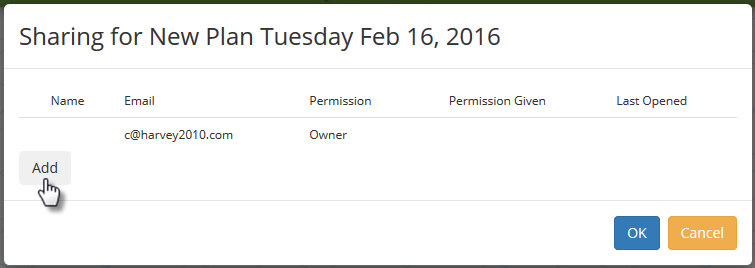 Sharing for New Plan Tuesday Feb 16, 2016
Name Email Permission Permission Given Last Opened
c@harvey2010.com Owner
Add
OK Cancel